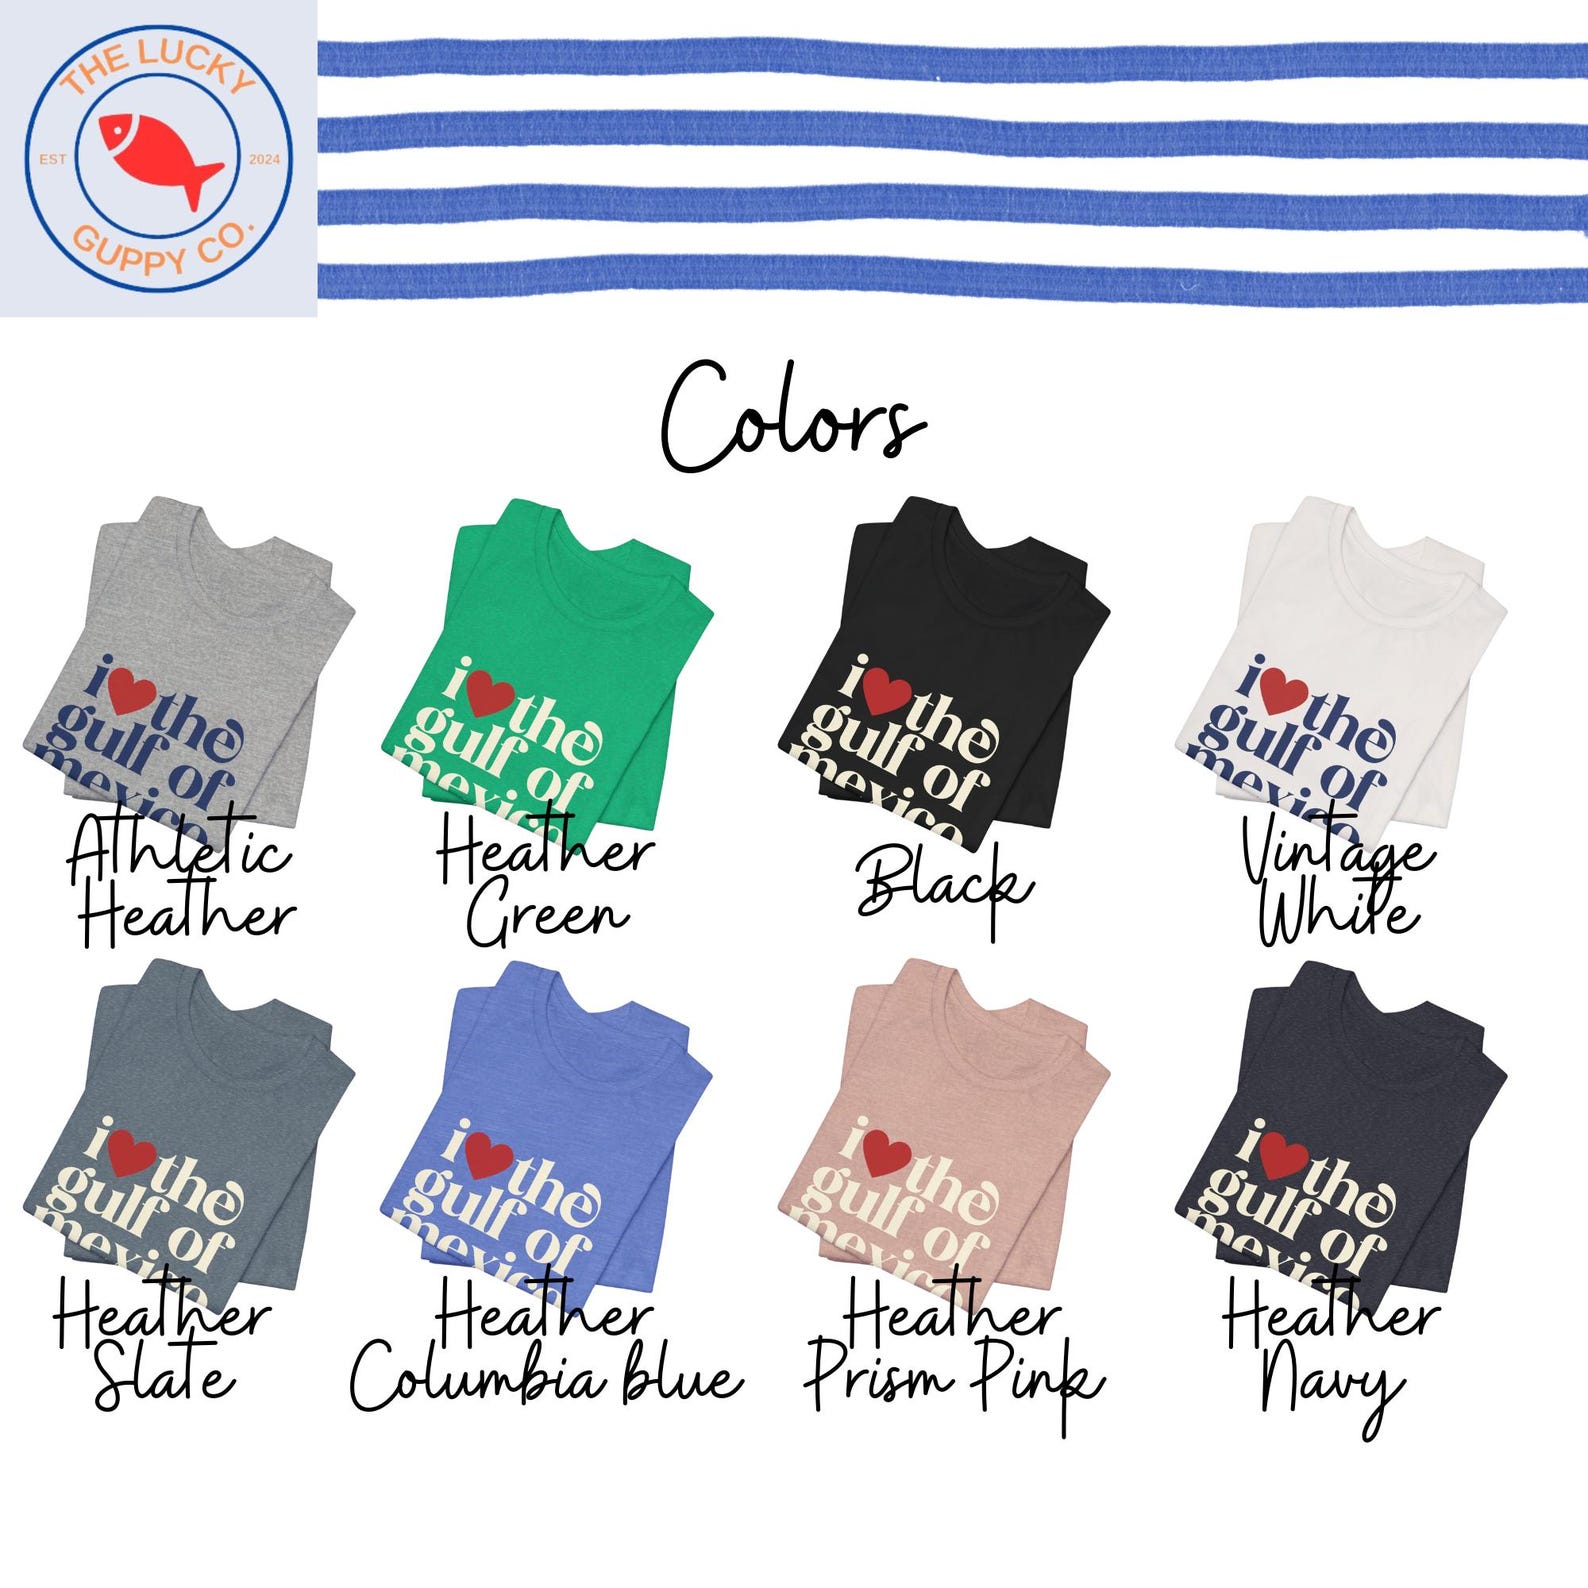 THE LUCKY
EST 2024
GUPPY CO.
Colors
i the
gulf of
mexico
Athletic
Heather
i the
gulf of
mexico
Heather
Green
i the
gulf of
mexico
Black
i the
gulf of
mexico
Vintage
White
i the
gulf of
mexico
Heather
Slate
i the
gulf of
mexico
Heather
Columbia blue
i the
gulf of
mexico
Heather
Prism Pink
i the
gulf of
mexico
Heather
Navy